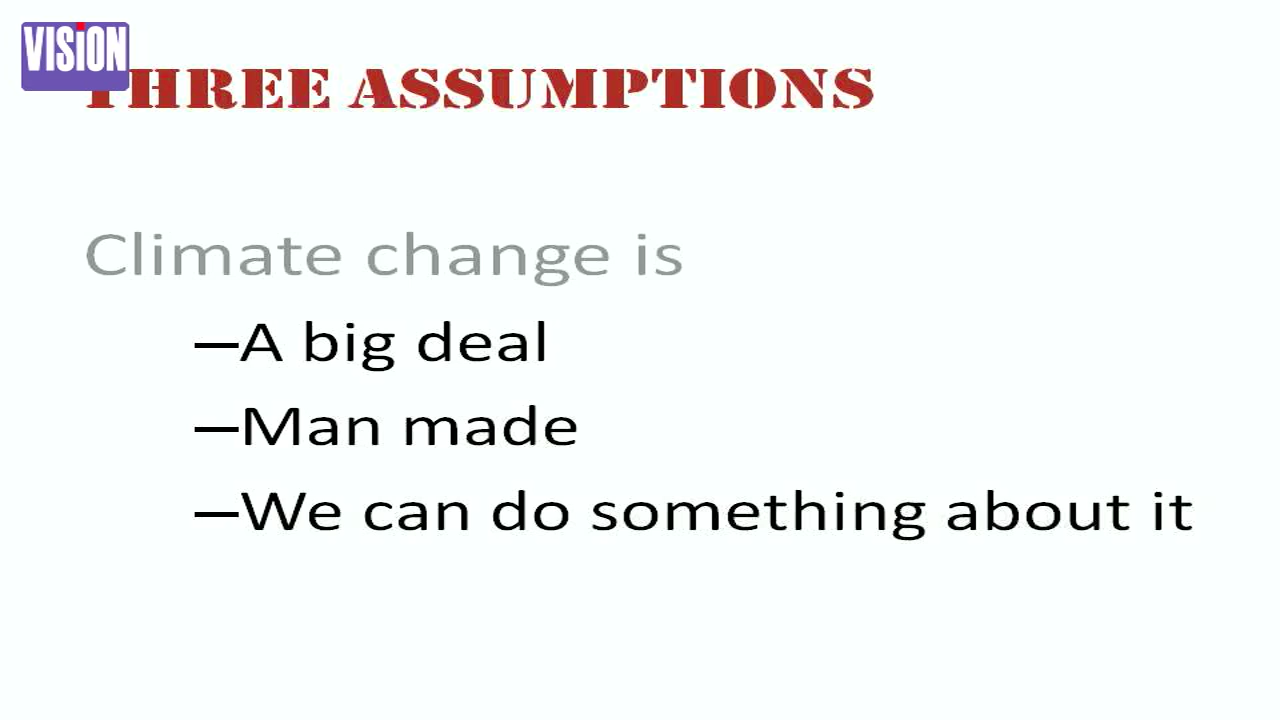 VISION
THREE ASSUMPTIONS
Climate change is
—A big deal
—Man made
—We can do something about it